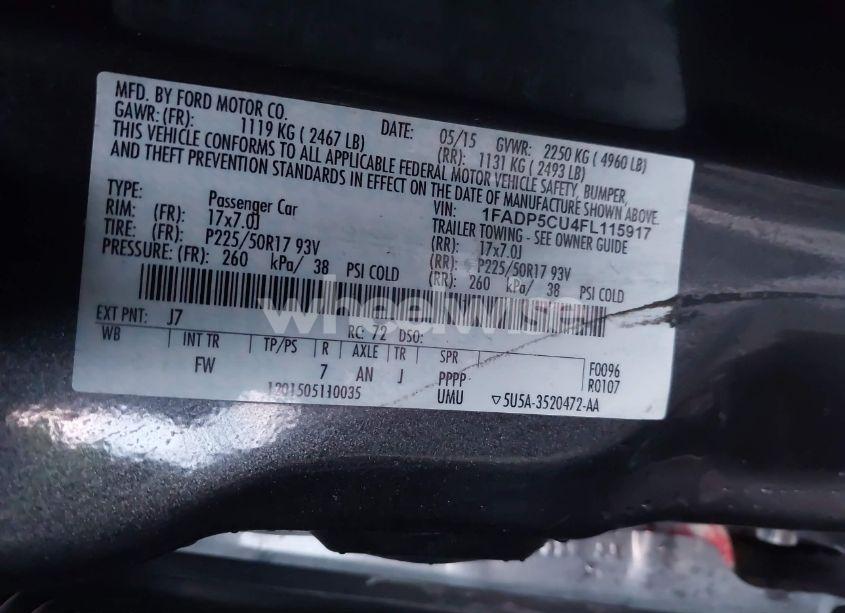 MFD. BY FORD MOTOR CO. DATE: 05/15 GVWR: 2250 KG ( 4960 LB)
GAWR: (FR): 1119 KG ( 2467 LB) (RR): 1131 KG ( 2493 LB)
THIS VEHICLE CONFORMS TO ALL APPLICABLE FEDERAL MOTOR VEHICLE SAFETY, BUMPER,
AND THEFT PREVENTION STANDARDS IN EFFECT ON THE DATE OF MANUFACTURE SHOWN ABOVE.
VIN: 1FADP5CU4FL115917
TYPE: Passenger Car TRAILER TOWING - SEE OWNER GUIDE
RIM: (FR): 17x7.0J (RR): 17x7.0J
TIRE: (FR): P225/50R17 93V (RR): P225/50R17 93V
PRESSURE: (FR): 260 kPa/ 38 PSI COLD (RR): 260 kPa/ 38 PSI COLD
wheelwise
EXT PNT: J7 RC: 72 DSO:
WB INT TR TP/PS R AXLE TR SPR
FW 7 AN J PPPP F0096
1201505110035 UMU R0107
▽5U5A-3520472-AA